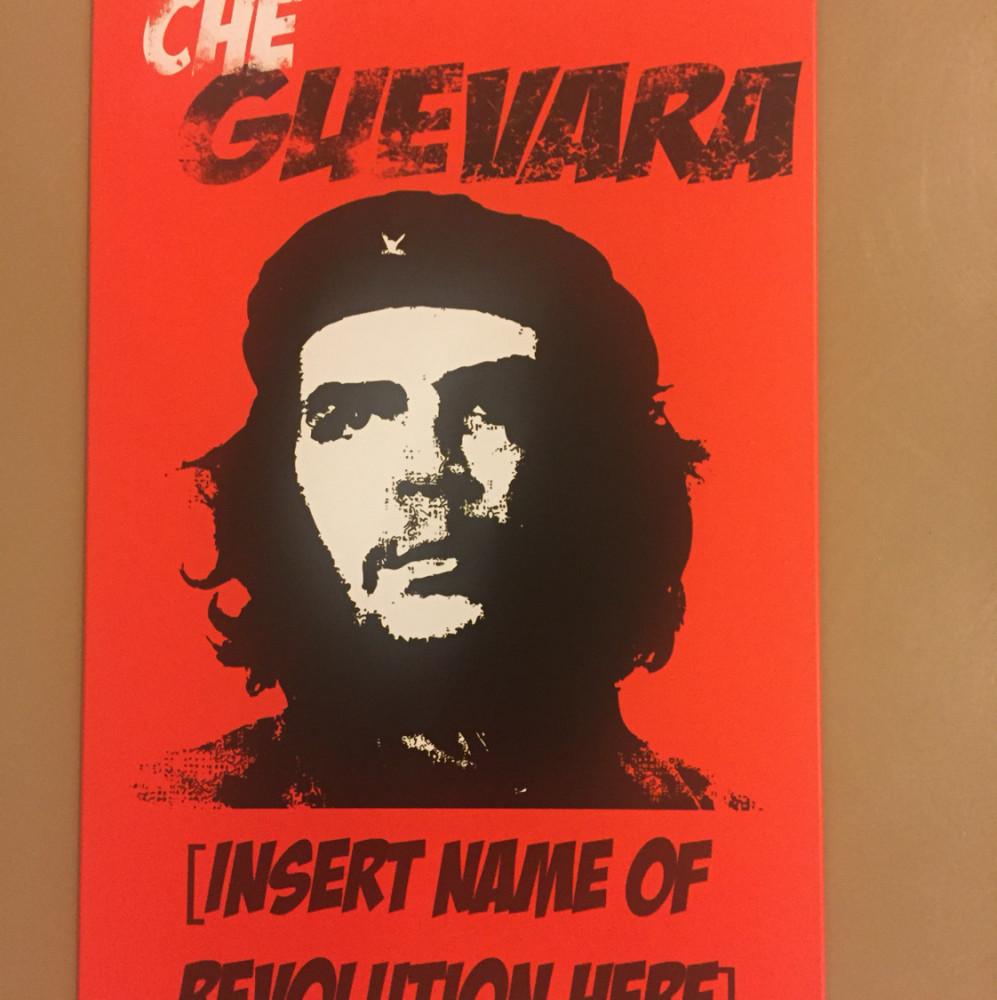 CHE
GUEVARA
[INSERT NAME OF
REVOLUTION HERE]